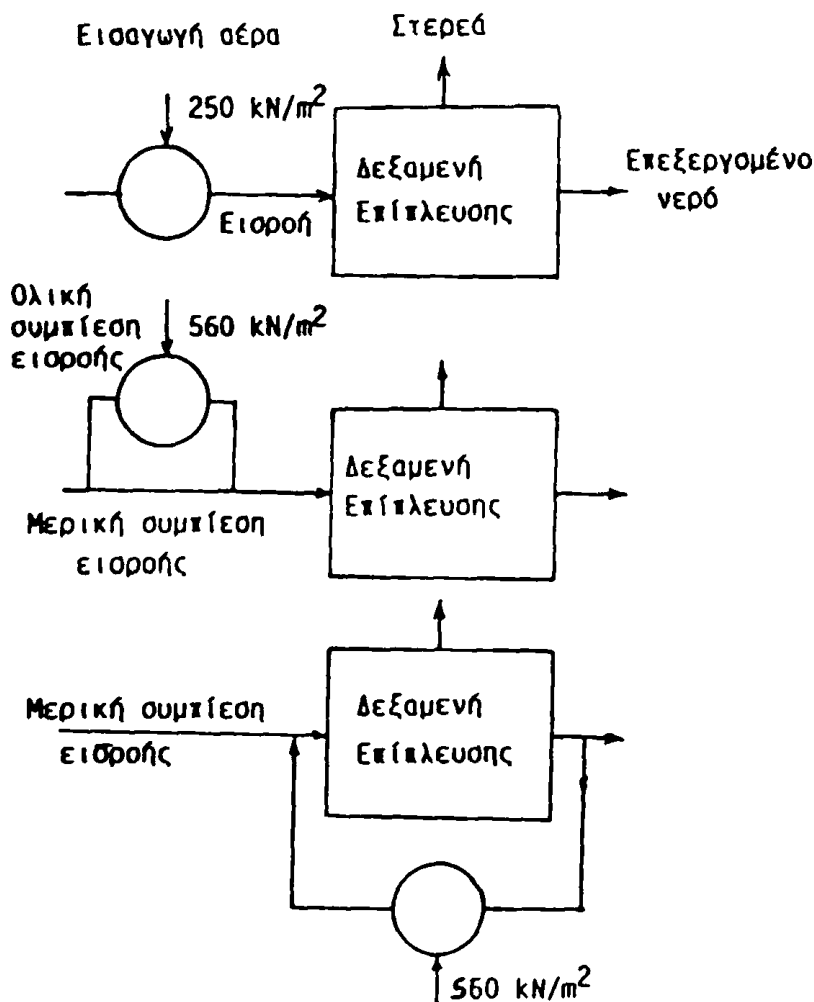 Εισαγωγή αέρα
Στερεά
250 kN/m²
Δεξαμενή
Επίπλευσης
Επεξεργσμένο
νερό
Εισροή
Ολική
συμπίεση
εισροής
560 kN/m²
Δεξαμενή
Επίπλευσης
Μερική συμπίεση
εισροής
Μερική συμπίεση
εισροής
Δεξαμενή
Επίπλευσης
560 kN/m²